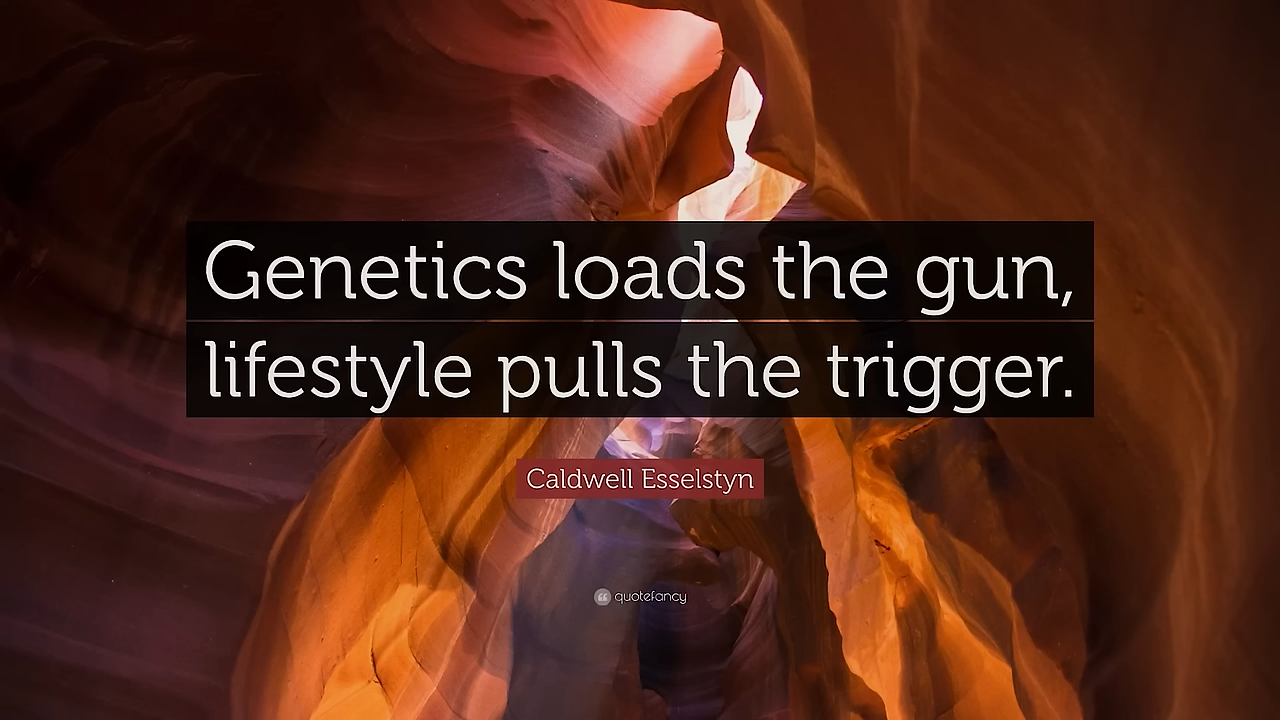 Genetics loads the gun,
lifestyle pulls the trigger.
Caldwell Esselstyn
quotefancy